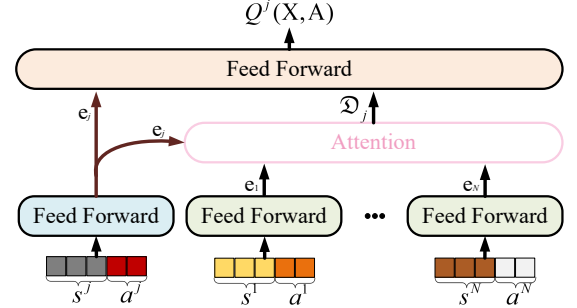 Q^j(X, A)
Feed Forward
e_j
𝔇_j
e_j
Attention
e_1
e_N
Feed Forward
Feed Forward
•••
Feed Forward
s^j a^j
s^1 a^1
s^N a^N